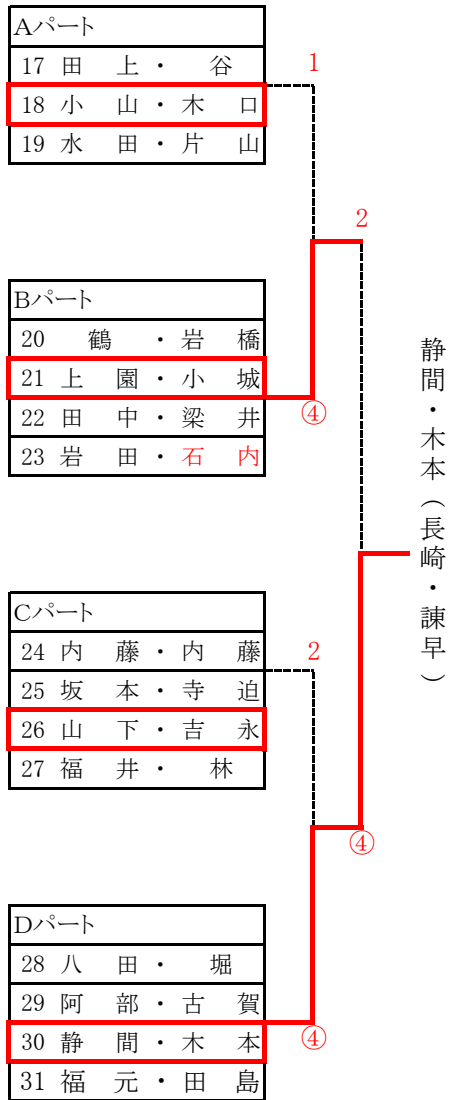 Aパート
17 田 上・ 谷
1
18 小 山・木 口
19 水 田・片 山
2
Bパート
20 鶴 ・岩 橋
21 上 園・小 城
④
22 田 中・梁 井
23 岩 田・石 内
静間・木本(長崎・諫早)
Cパート
24 内 藤・内 藤
2
25 坂 本・寺 迫
26 山 下・吉 永
27 福 井・ 林
④
Dパート
28 八 田・ 堀
29 阿 部・古 賀
30 静 間・木 本
④
31 福 元・田 島